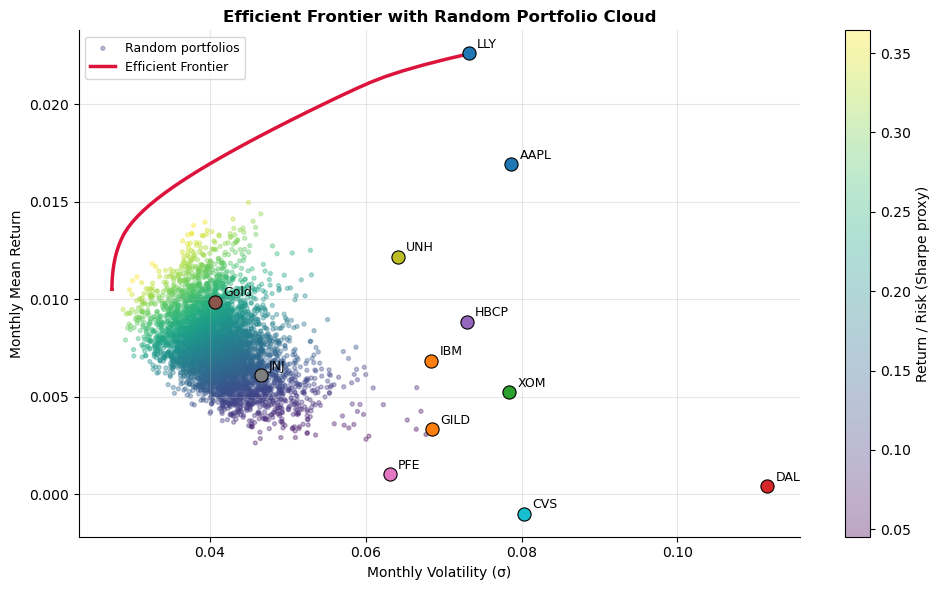 Efficient Frontier with Random Portfolio Cloud
Random portfolios
Efficient Frontier
LLY
AAPL
UNH
Gold
HBCP
IBM
JNJ
XOM
GILD
PFE
DAL
CVS
0.020
0.015
0.010
0.005
0.000
Monthly Mean Return
0.04
0.06
0.08
0.10
Monthly Volatility (σ)
0.35
0.30
0.25
0.20
0.15
0.10
0.05
Return / Risk (Sharpe proxy)